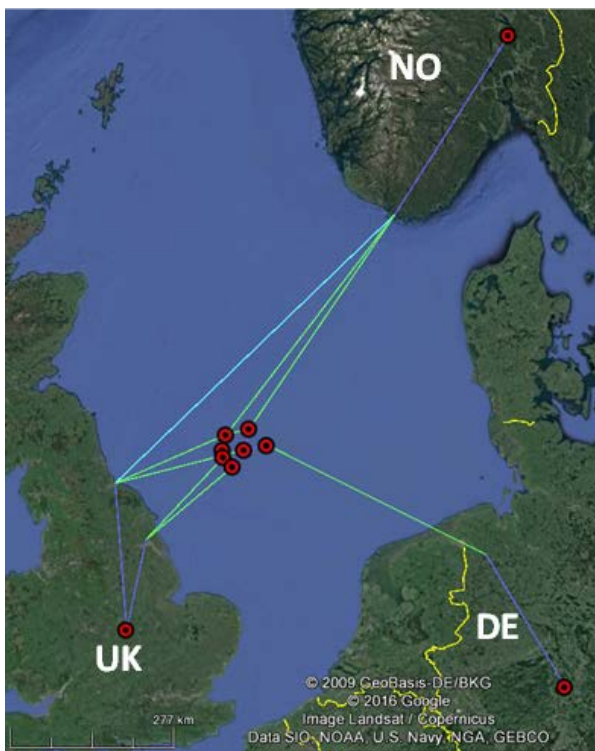 NO
UK
DE
© 2009 GeoBasis-DE/BKG
© 2016 Google
277 km
Image Landsat / Copernicus
Data SIO, NOAA, U.S. Navy, NGA, GEBCO